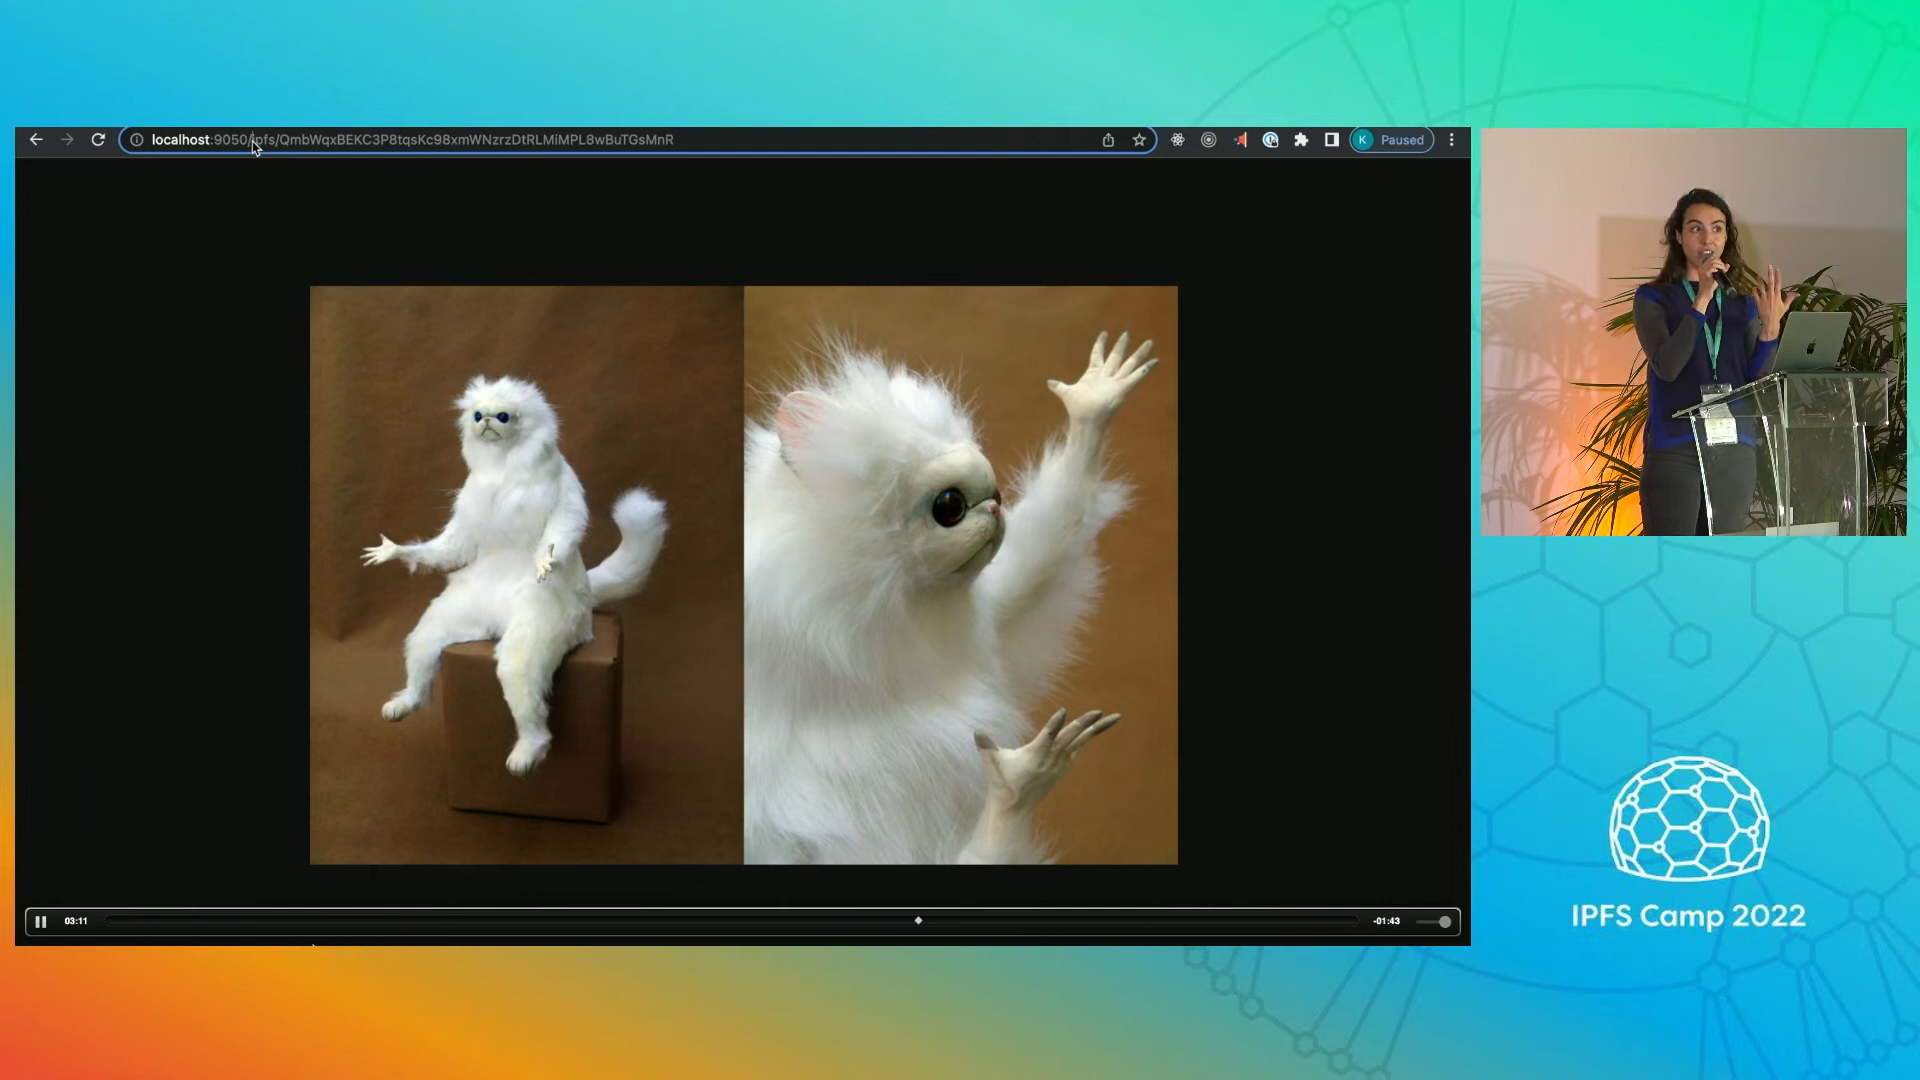 localhost:9050/ipfs/QmbWqxBEKC3P8tqsKc98xmWNzrzDtRLMiMPL8wBuTGsMnR
K Paused
03:11
-01:43
IPFS Camp 2022